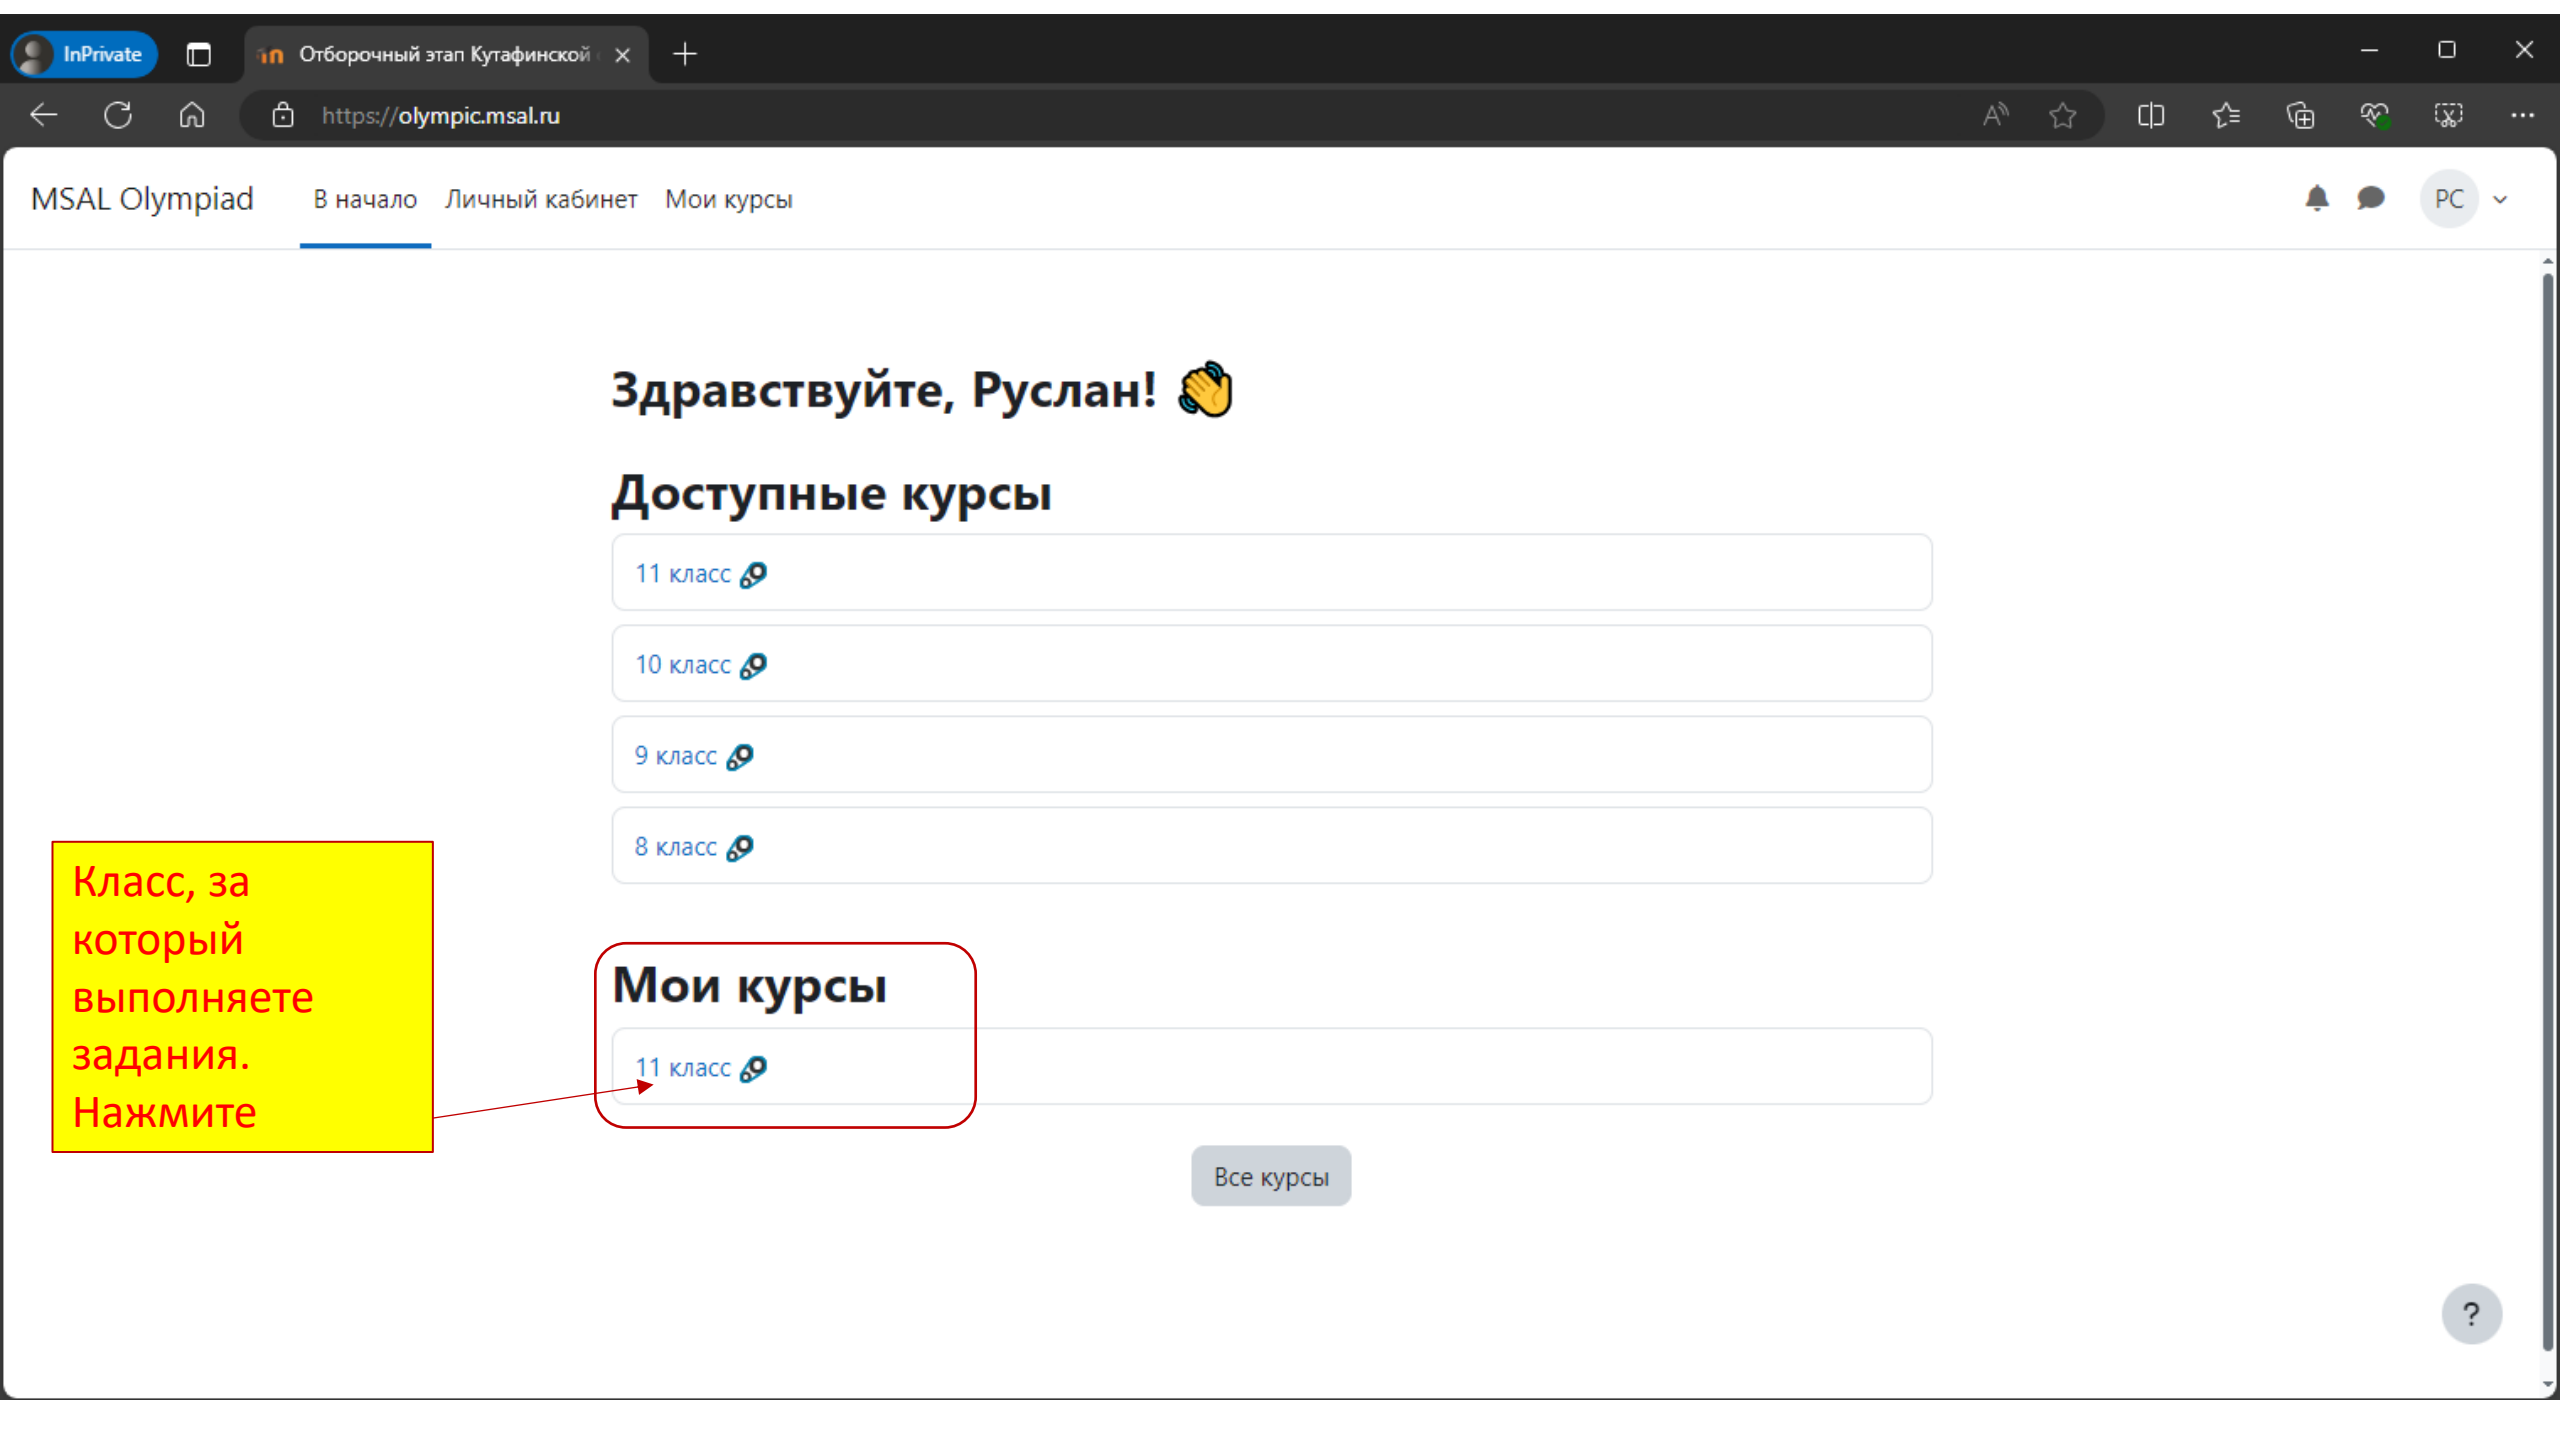 InPrivate
Отборочный этап Кутафинской
https://olympic.msal.ru
MSAL Olympiad
В начало
Личный кабинет
Мои курсы
РС
Здравствуйте, Руслан!
Доступные курсы
11 класс
10 класс
9 класс
8 класс
Класс, за
который
выполняете
задания.
Нажмите
Мои курсы
11 класс
Все курсы
?